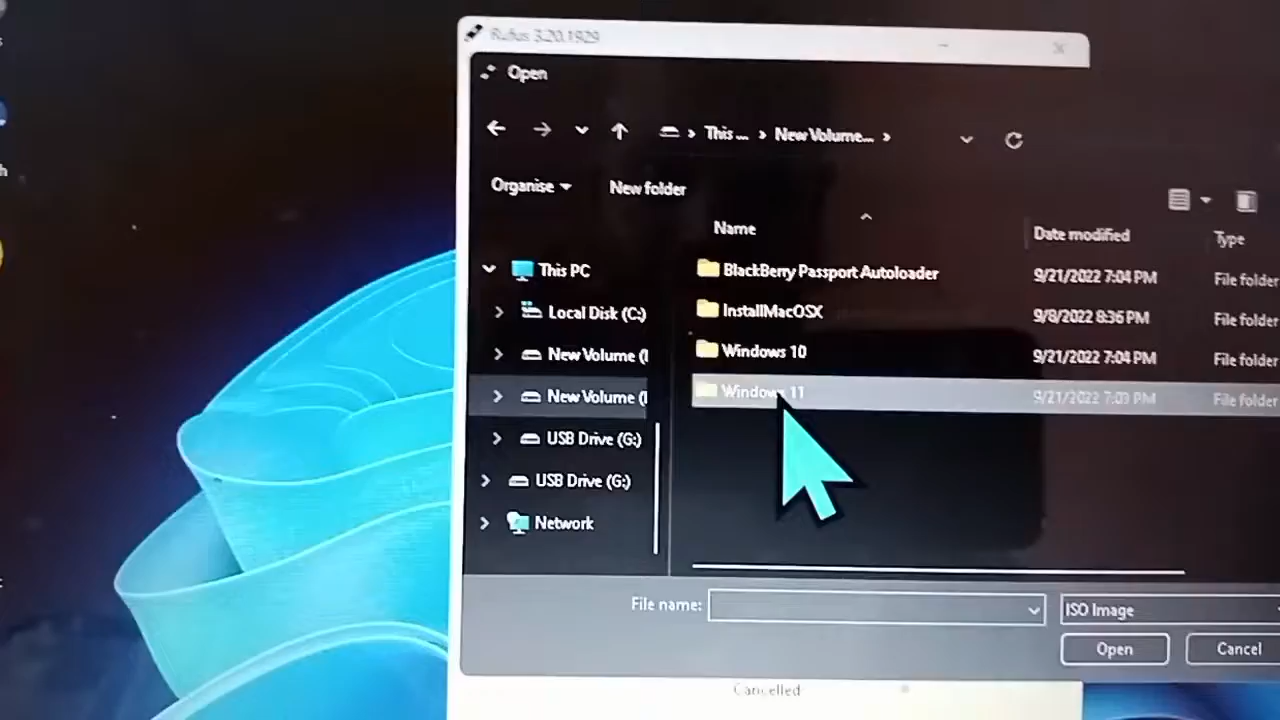 Rufus 3.20.1929
Open
This ... New Volume...
Organise New folder
Name Date modified Type
This PC
Local Disk (C:)
New Volume (
New Volume (
USB Drive (G:)
USB Drive (G:)
Network
BlackBerry Passport Autoloader 9/21/2022 7:04 PM File folder
InstallMacOSX 9/8/2022 8:36 PM File folder
Windows 10 9/21/2022 7:04 PM File folder
Windows 11 9/21/2022 7:03 PM File folder
File name: ISO Image
Open Cancel
Cancelled